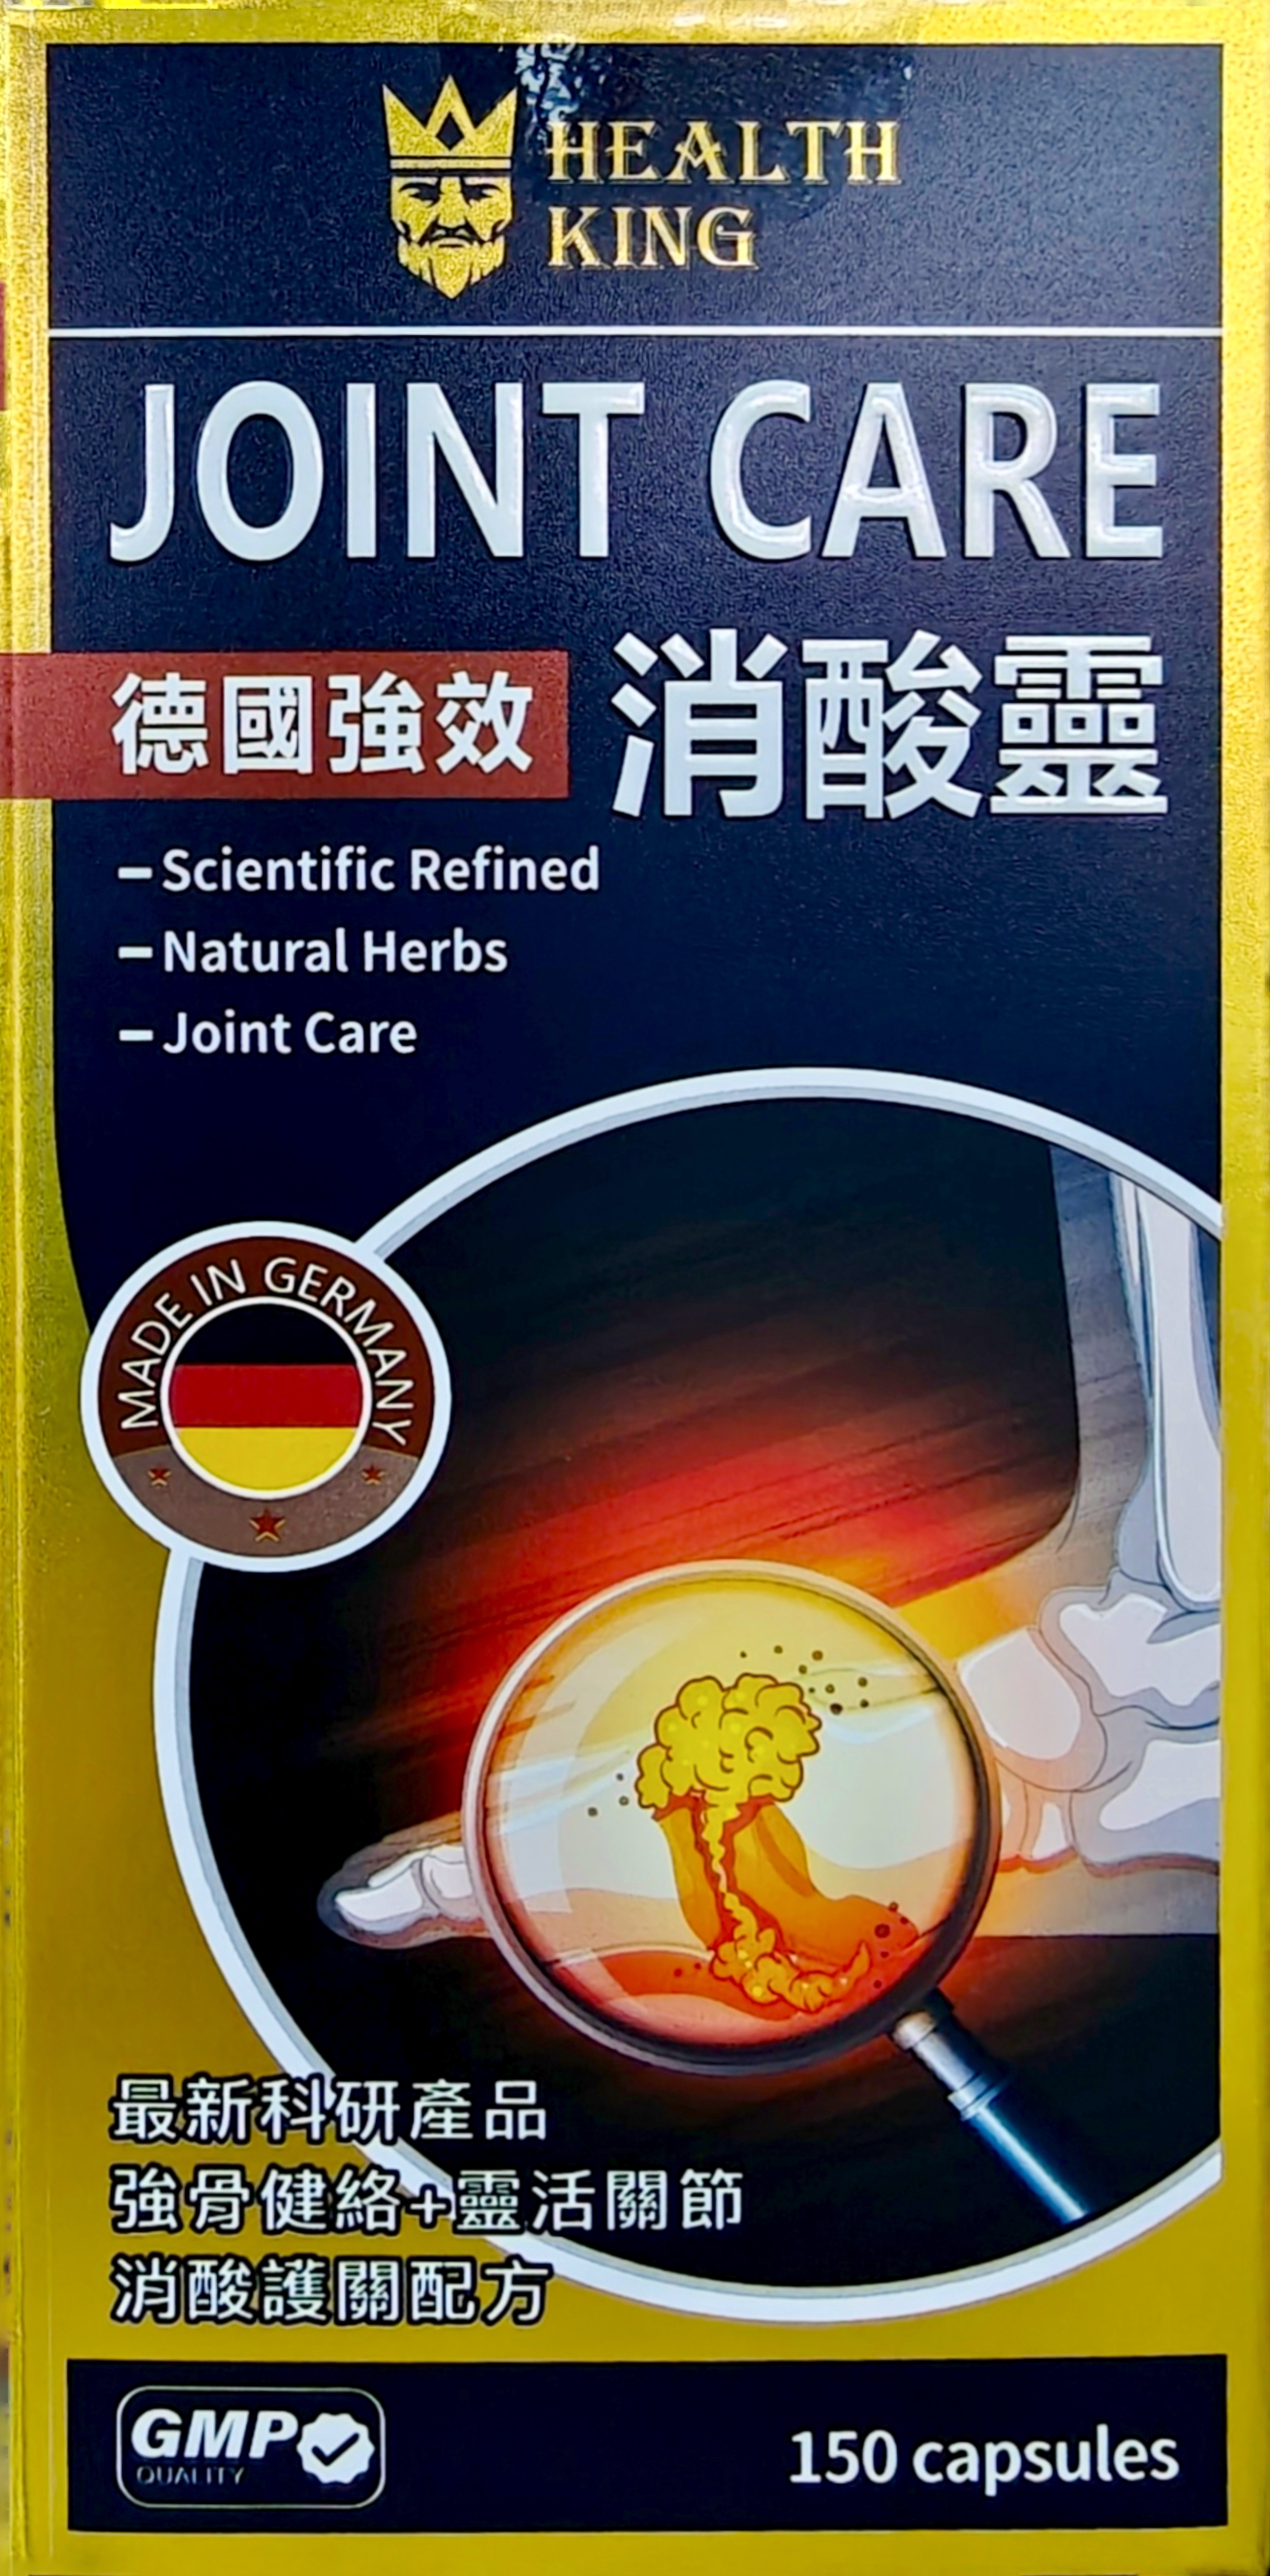 HEALTH
KING
JOINT CARE
德國強效 消酸靈
– Scientific Refined
– Natural Herbs
– Joint Care
MADE IN GERMANY
最新科研產品
強骨健絡+靈活關節
消酸護關配方
GMP
QUALITY
150 capsules